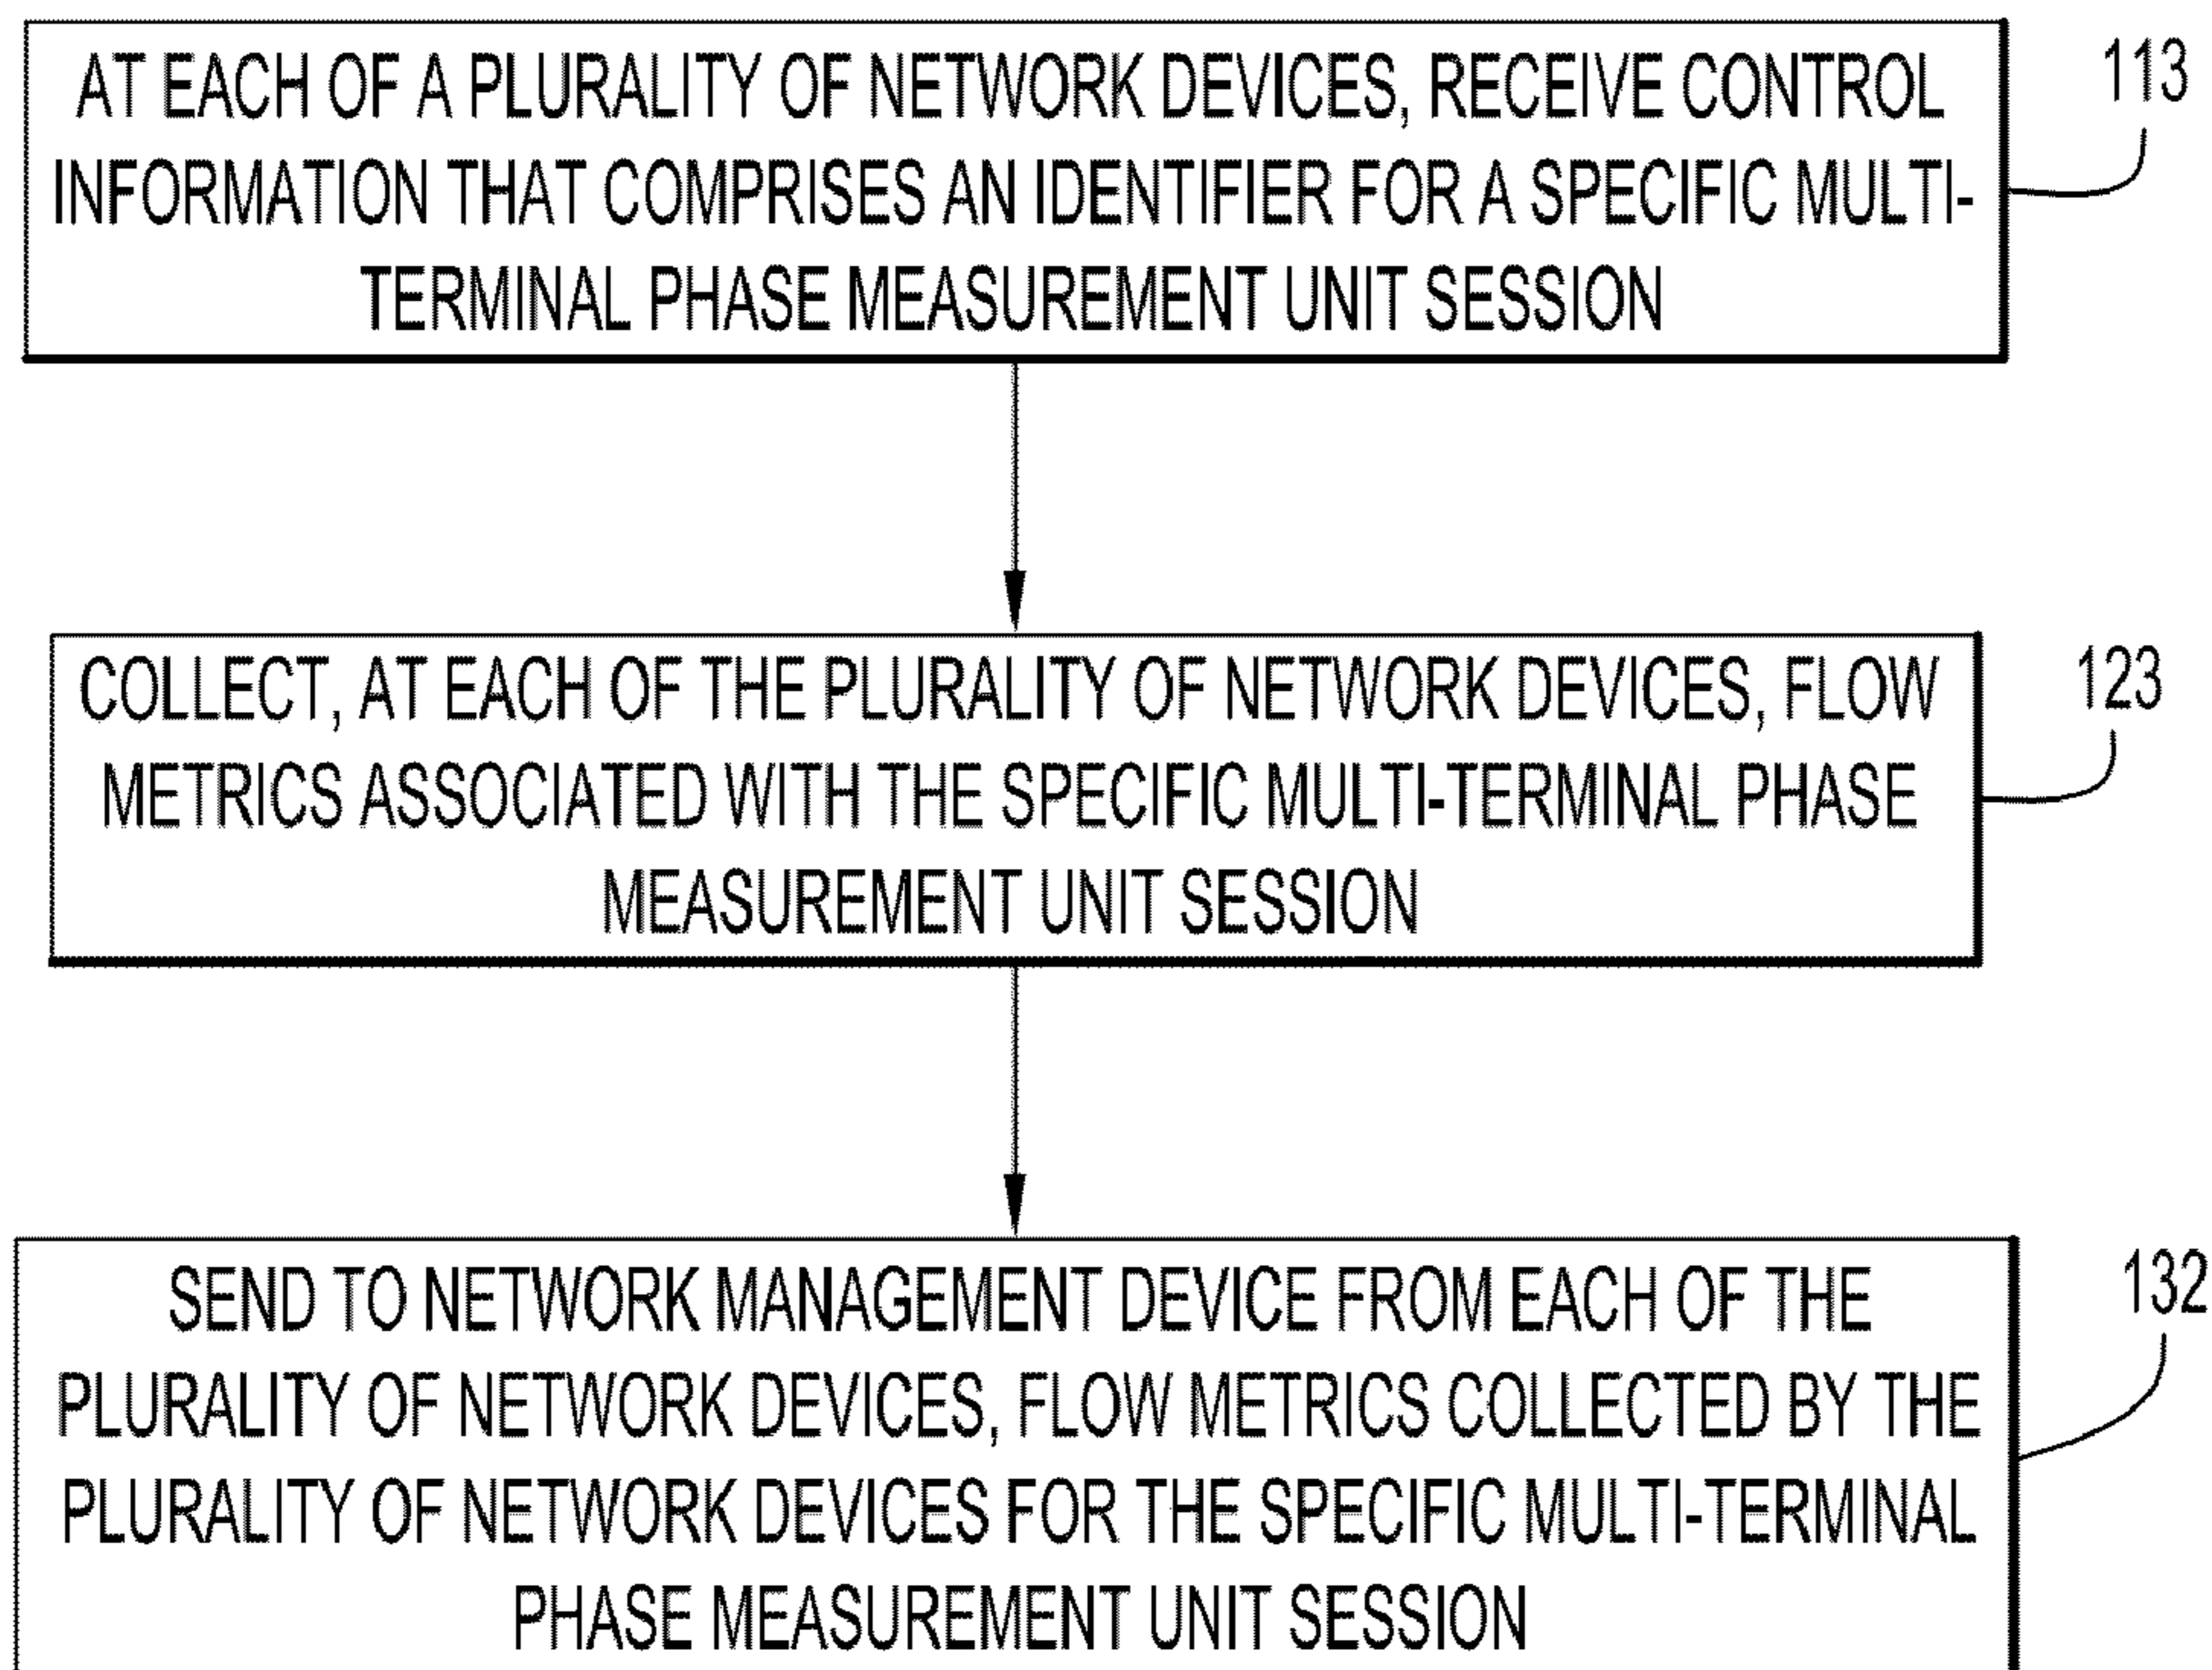 AT EACH OF A PLURALITY OF NETWORK DEVICES, RECEIVE CONTROL
INFORMATION THAT COMPRISES AN IDENTIFIER FOR A SPECIFIC MULTI-
TERMINAL PHASE MEASUREMENT UNIT SESSION
113
COLLECT, AT EACH OF THE PLURALITY OF NETWORK DEVICES, FLOW
METRICS ASSOCIATED WITH THE SPECIFIC MULTI-TERMINAL PHASE
MEASUREMENT UNIT SESSION
123
SEND TO NETWORK MANAGEMENT DEVICE FROM EACH OF THE
PLURALITY OF NETWORK DEVICES, FLOW METRICS COLLECTED BY THE
PLURALITY OF NETWORK DEVICES FOR THE SPECIFIC MULTI-TERMINAL
PHASE MEASUREMENT UNIT SESSION
132